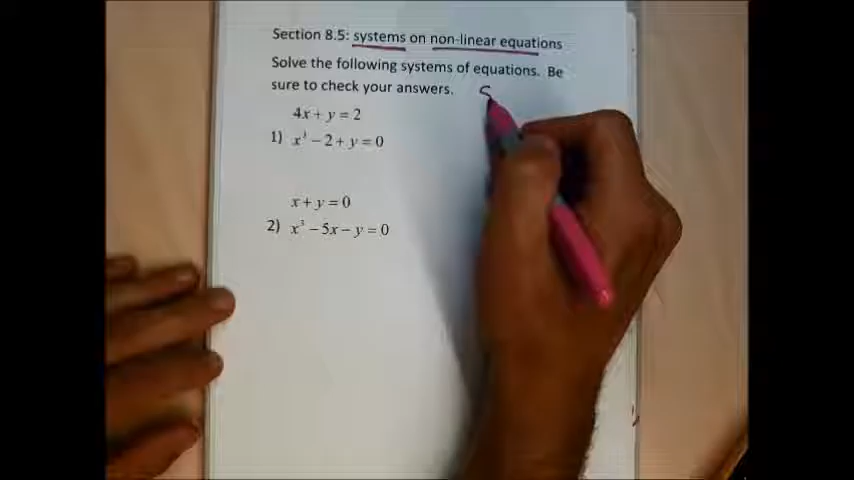 Section 8.5: systems on non-linear equations
Solve the following systems of equations. Be
sure to check your answers. S
4x + y = 2
1) x³ − 2 + y = 0
x + y = 0
2) x³ − 5x − y = 0